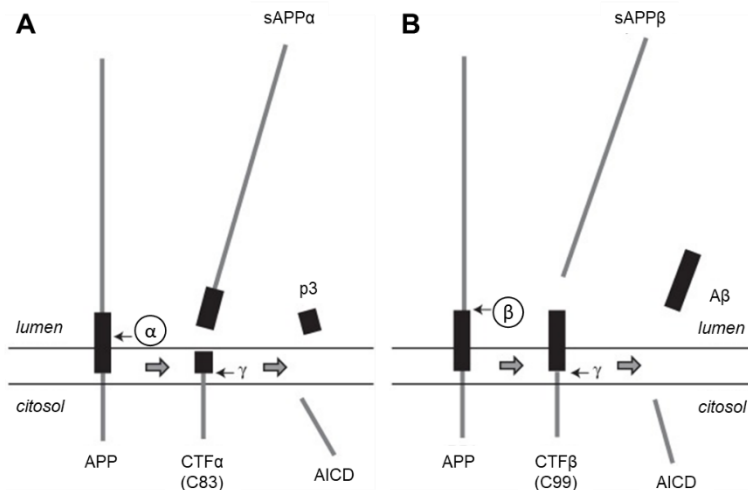 A
sAPPα
p3
lumen
α
γ
citosol
APP
CTFα
(C83)
AICD
B
sAPPβ
Aβ
β
lumen
γ
citosol
APP
CTFβ
(C99)
AICD